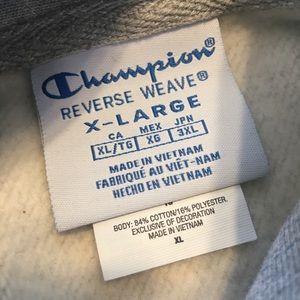 Champion®
REVERSE WEAVE®
X-LARGE
CA MEX JPN
XL/TG XG 3XL
MADE IN VIETNAM
FABRIQUÉ AU VIÊT-NAM
HECHO EN VIETNAM
BODY: 84% COTTON/16% POLYESTER,
EXCLUSIVE OF DECORATION
MADE IN VIETNAM
XL